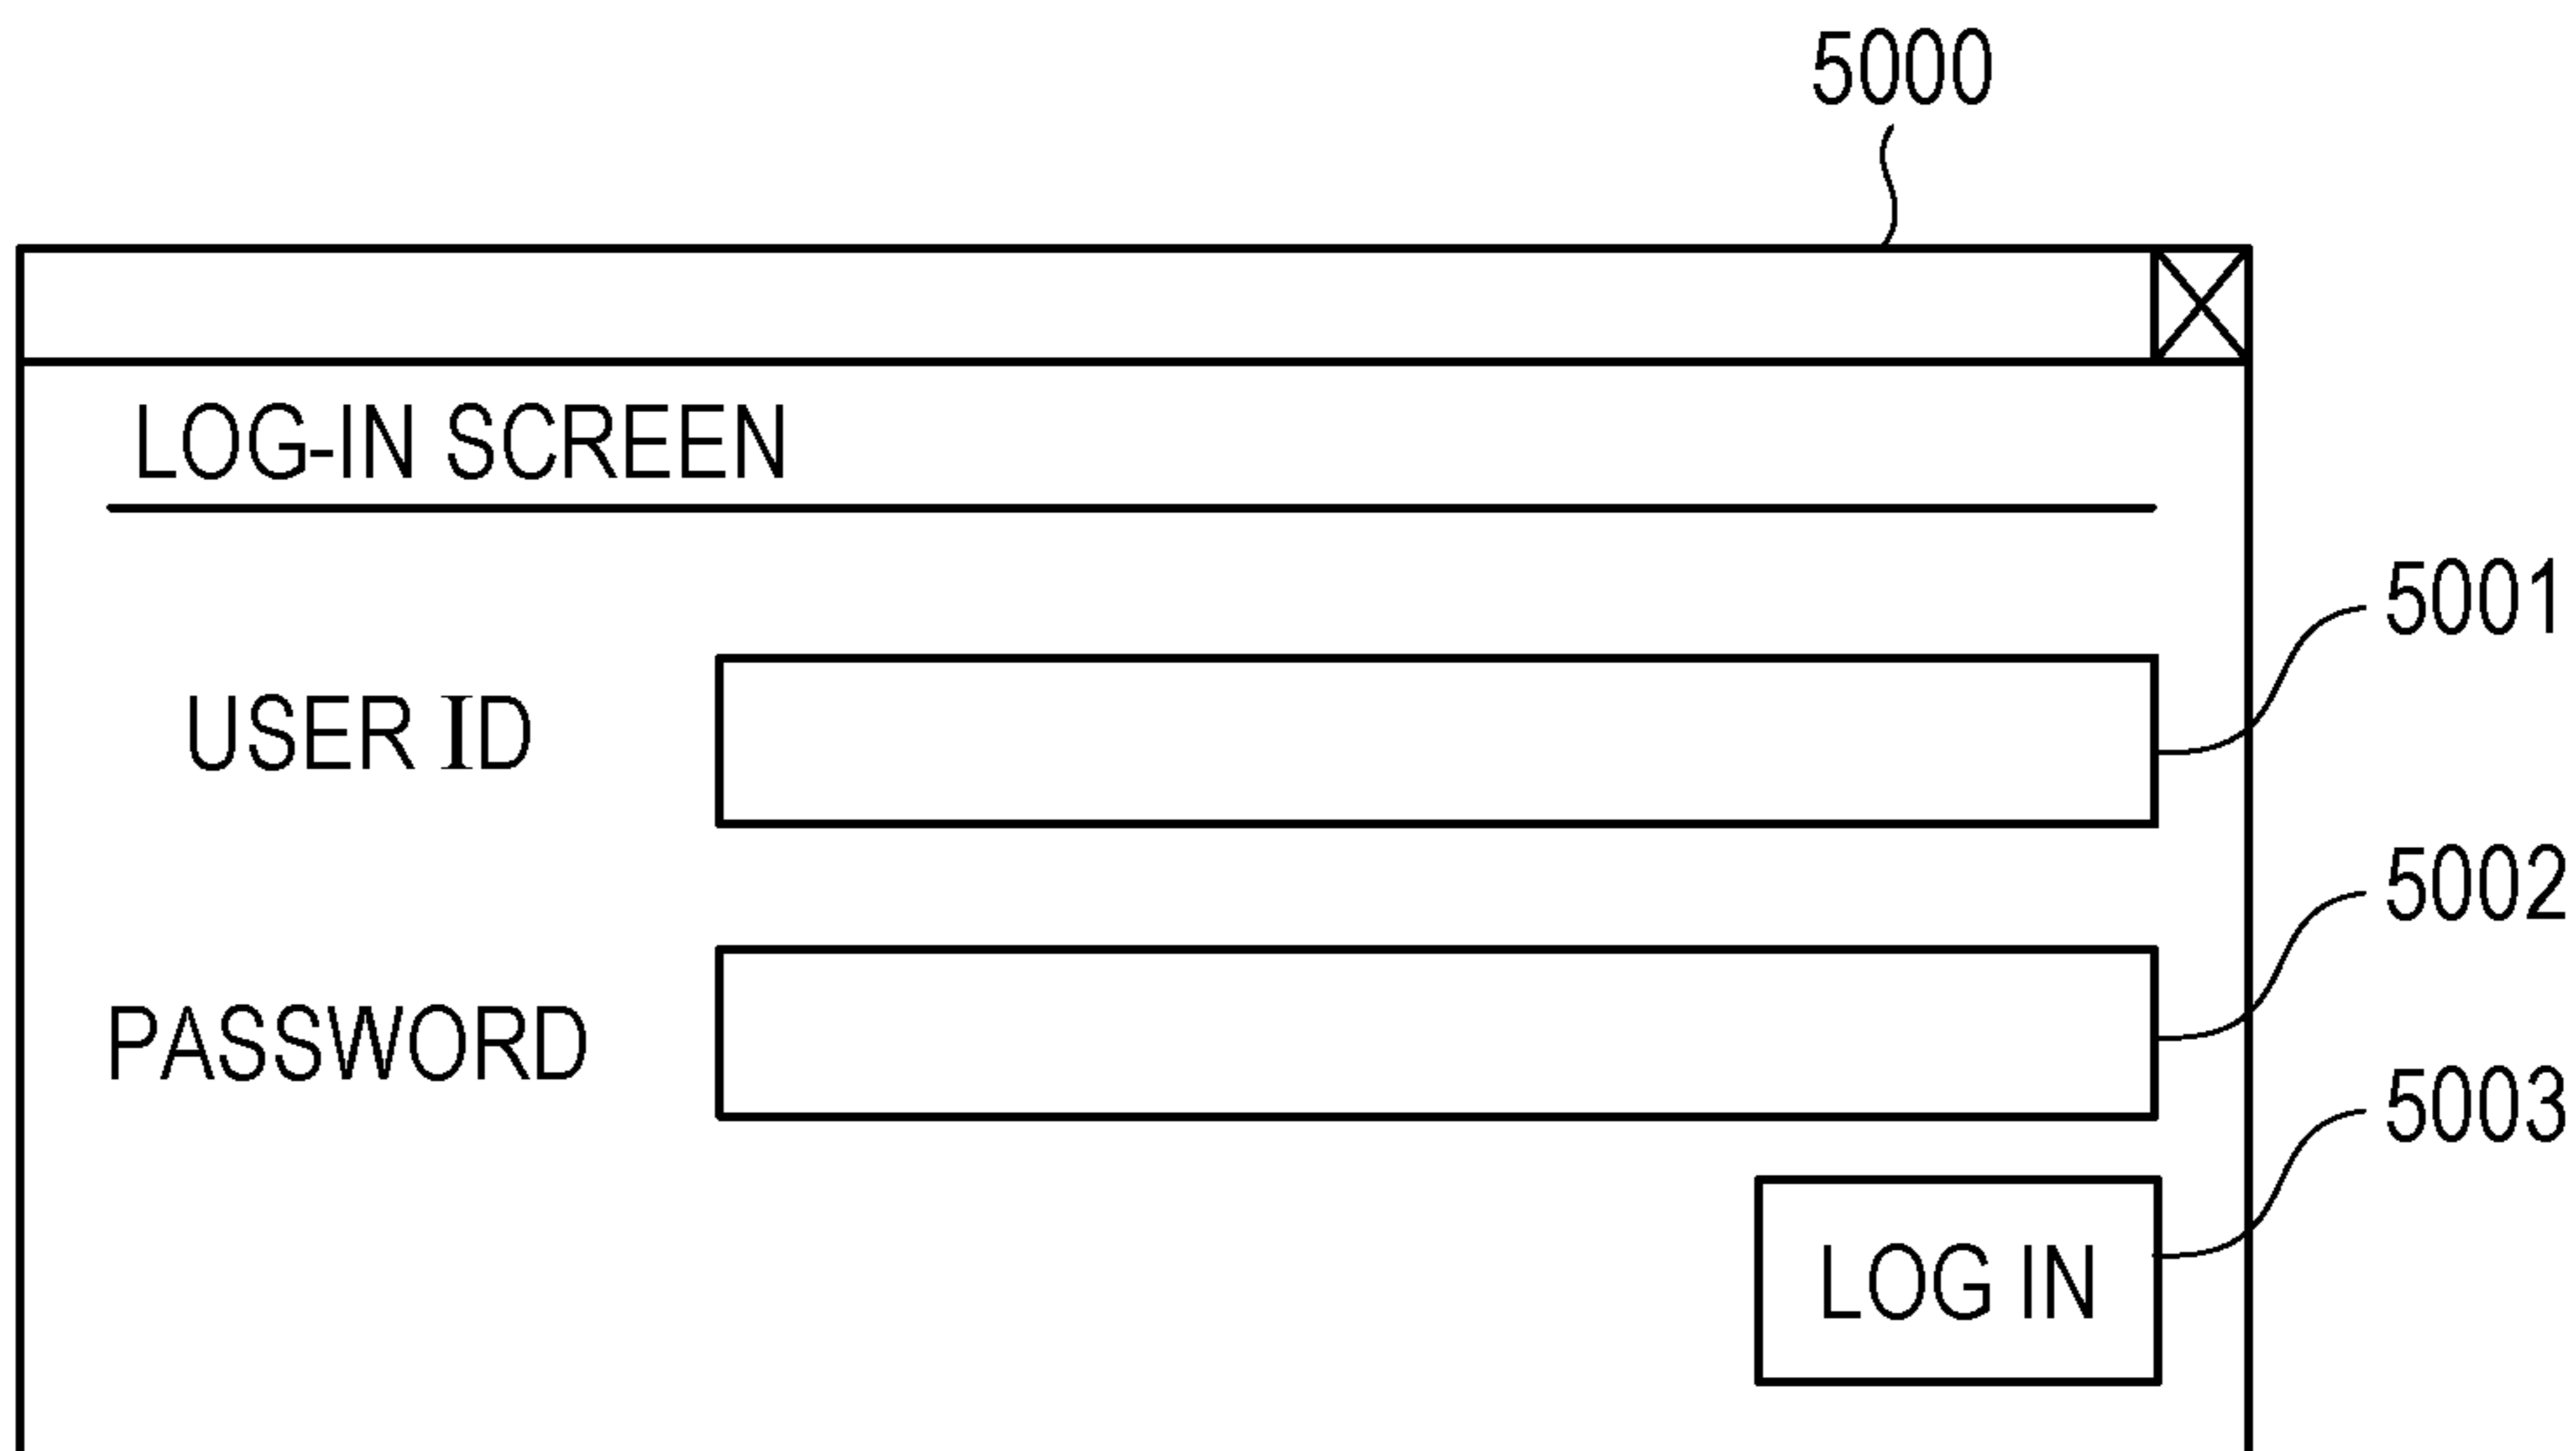 5000
LOG-IN SCREEN
5001
USER ID
5002
PASSWORD
5003
LOG IN